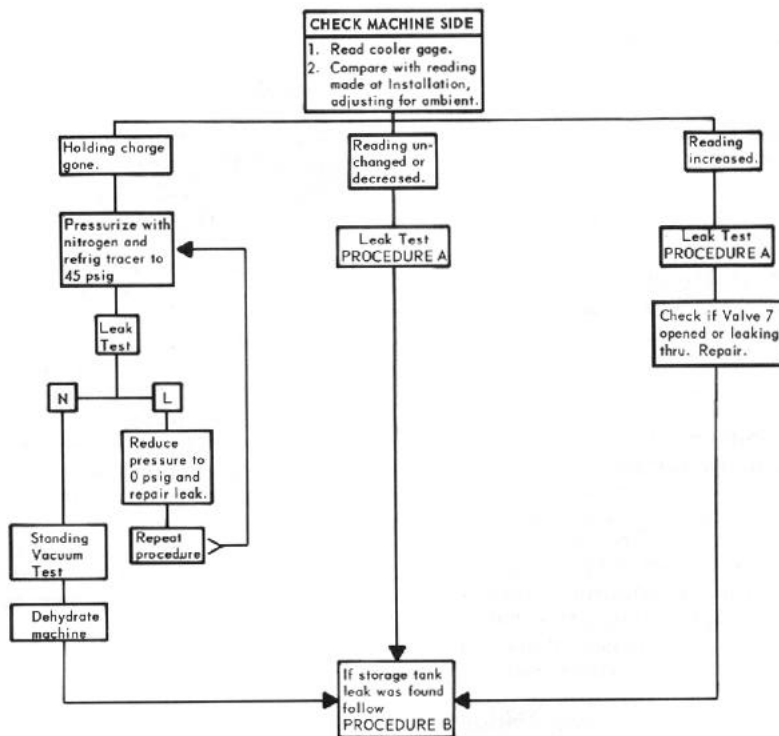 CHECK MACHINE SIDE
1. Read cooler gage.
2. Compare with reading
made at Installation,
adjusting for ambient.
Holding charge
gone.
Reading un-
changed or
decreased.
Reading
increased.
Pressurize with
nitrogen and
refrig tracer to
45 psig
Leak Test
PROCEDURE A
Leak Test
PROCEDURE A
Leak
Test
Check if Valve 7
opened or leaking
thru. Repair.
N
L
Reduce
pressure to
0 psig and
repair leak.
Standing
Vacuum
Test
Repeat
procedure
Dehydrate
machine
If storage tank
leak was found
follow
PROCEDURE B